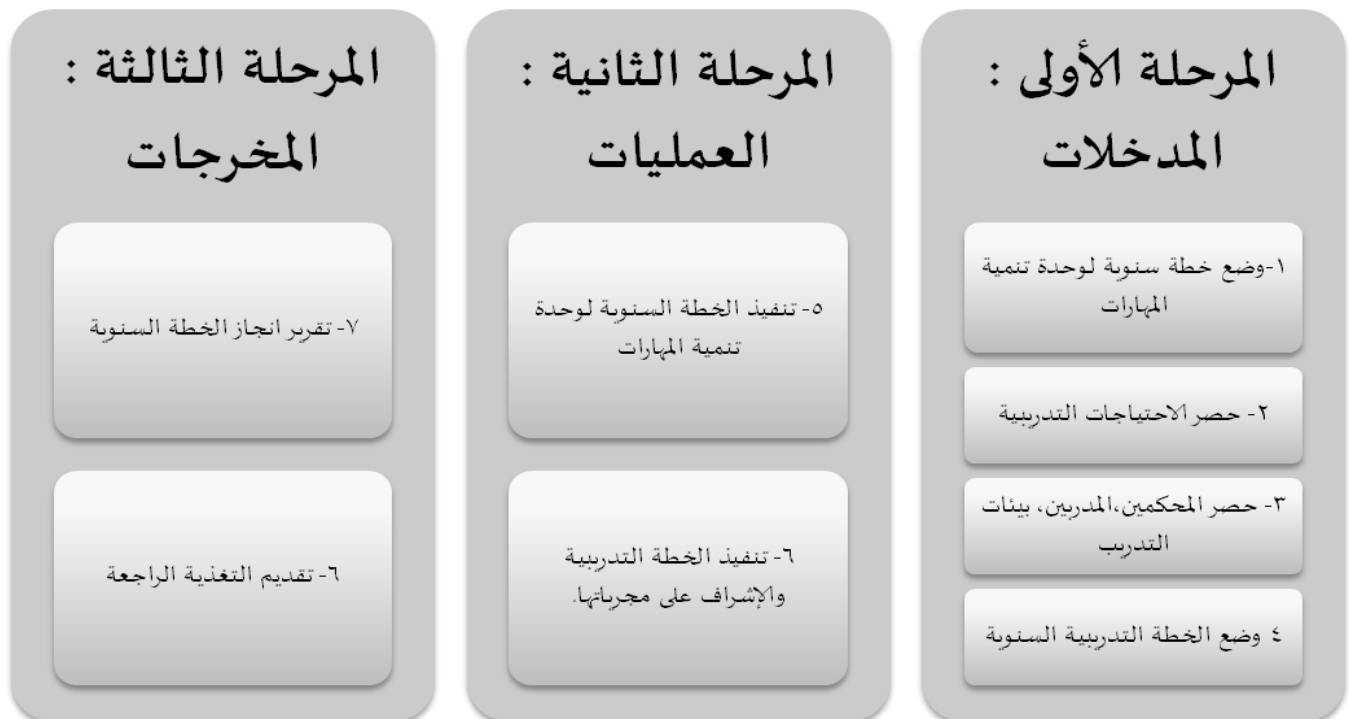 المرحلة الأولى :
المدخلات
١-وضع خطة سنوية لوحدة تنمية
المهارات
٢- حصر الاحتياجات التدريبية
٣- حصر المحكمين،المدربين، بيئات
التدريب
٤ وضع الخطة التدريبية السنوية
المرحلة الثانية :
العمليات
٥- تنفيذ الخطة السنوية لوحدة
تنمية المهارات
٦- تنفيذ الخطة التدريبية
والإشراف على مجرياتها.
المرحلة الثالثة :
المخرجات
٧- تقرير انجاز الخطة السنوية
٦- تقديم التغذية الراجعة